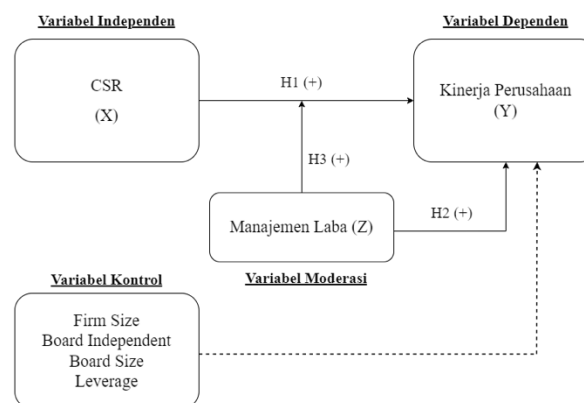 Variabel Independen
Variabel Dependen
CSR
(X)
H1 (+)
Kinerja Perusahaan
(Y)
H3 (+)
Manajemen Laba (Z)
H2 (+)
Variabel Moderasi
Variabel Kontrol
Firm Size
Board Independent
Board Size
Leverage